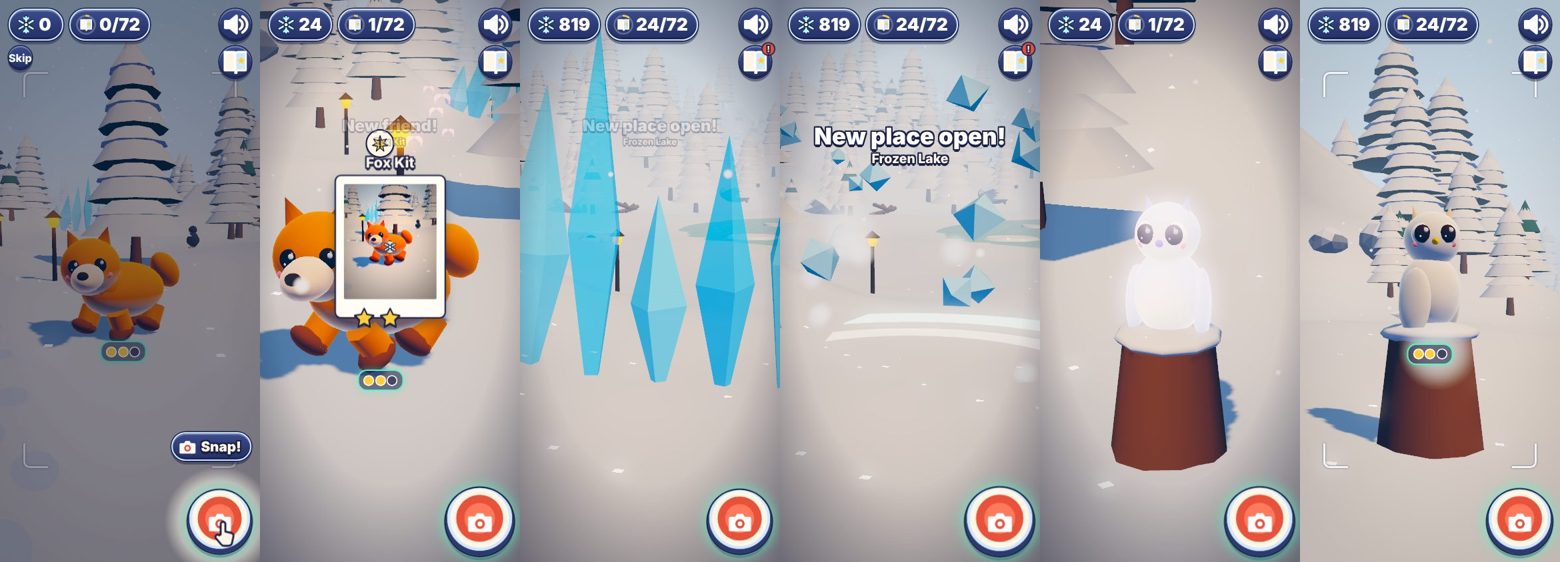 0
0/72
Skip
Snap!
24
1/72
New friend!
Kit
Fox Kit
819
24/72
New place open!
Frozen Lake
819
24/72
New place open!
Frozen Lake
24
1/72
819
24/72